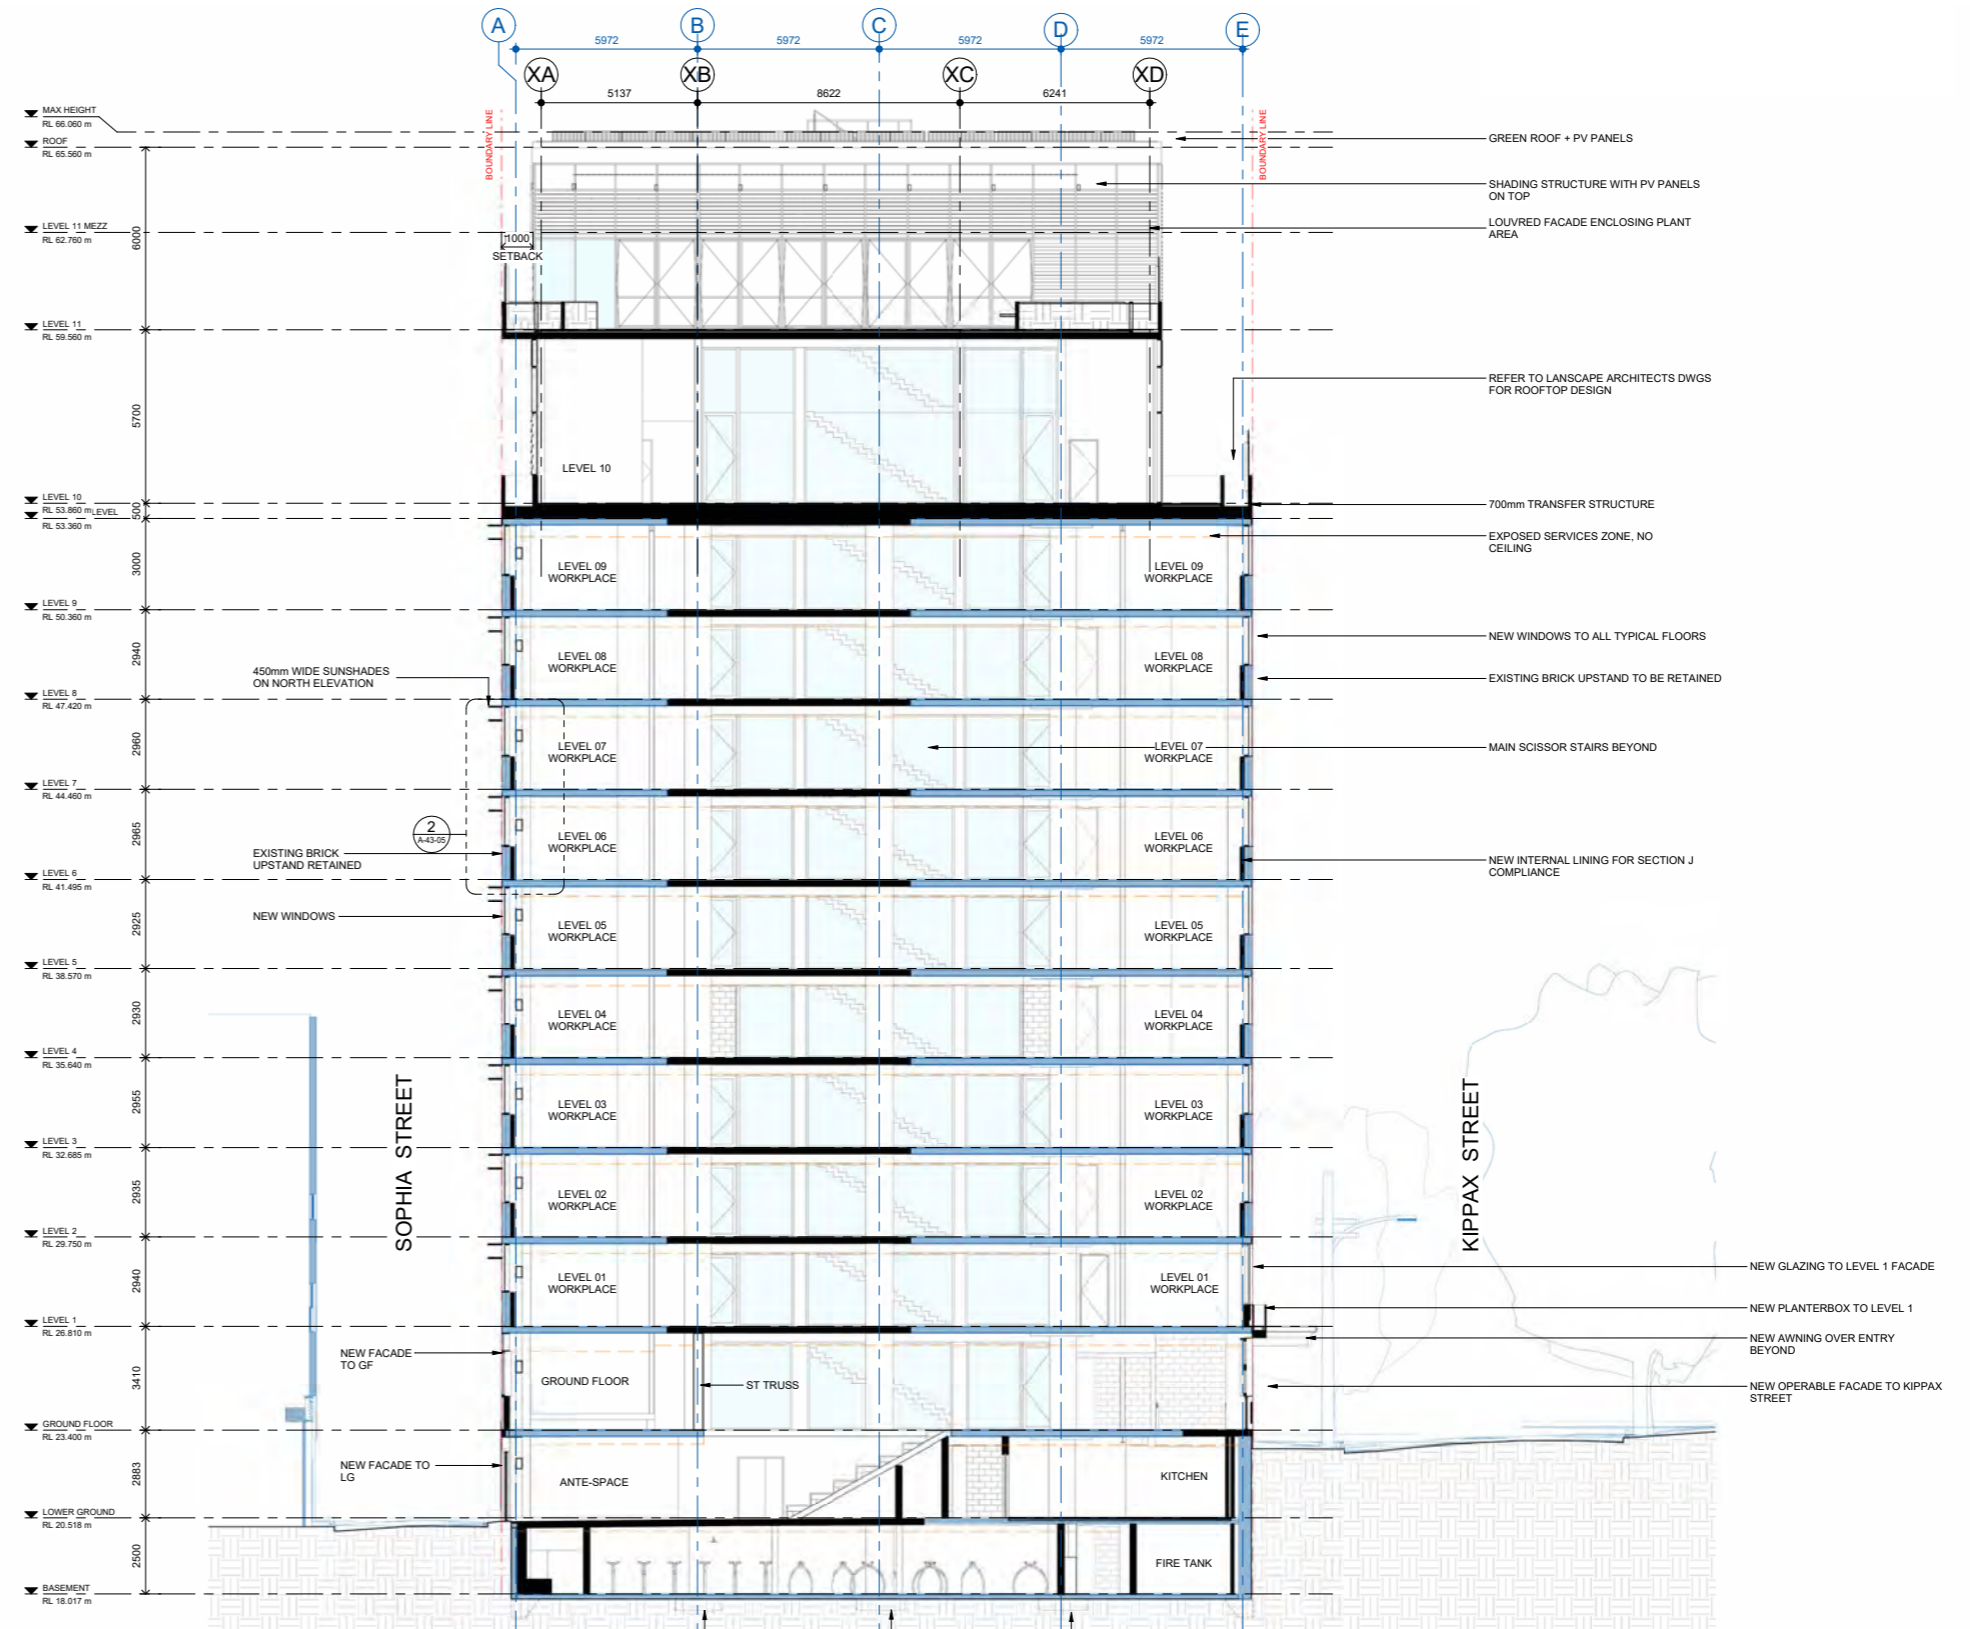 A
B
C
D
E
5972
5972
5972
5972
XA
XB
XC
XD
5137
8622
6241
BOUNDARY LINE
BOUNDARY LINE
MAX HEIGHT
RL 66.060 m
ROOF
RL 65.560 m
GREEN ROOF + PV PANELS
SHADING STRUCTURE WITH PV PANELS
ON TOP
LOUVRED FACADE ENCLOSING PLANT
AREA
LEVEL 11 MEZZ
RL 62.760 m
6000
1000
SETBACK
LEVEL 11
RL 59.560 m
REFER TO LANSCAPE ARCHITECTS DWGS
FOR ROOFTOP DESIGN
5700
LEVEL 10
LEVEL 10
RL 53.860 m
LEVEL
RL 53.360 m
500
700mm TRANSFER STRUCTURE
EXPOSED SERVICES ZONE, NO
CEILING
3000
LEVEL 09
WORKPLACE
LEVEL 09
WORKPLACE
LEVEL 9
RL 50.360 m
NEW WINDOWS TO ALL TYPICAL FLOORS
2940
LEVEL 08
WORKPLACE
LEVEL 08
WORKPLACE
450mm WIDE SUNSHADES
ON NORTH ELEVATION
EXISTING BRICK UPSTAND TO BE RETAINED
LEVEL 8
RL 47.420 m
2960
LEVEL 07
WORKPLACE
LEVEL 07
WORKPLACE
MAIN SCISSOR STAIRS BEYOND
LEVEL 7
RL 44.460 m
2965
2
A-43-05
LEVEL 06
WORKPLACE
LEVEL 06
WORKPLACE
EXISTING BRICK
UPSTAND RETAINED
NEW INTERNAL LINING FOR SECTION J
COMPLIANCE
LEVEL 6
RL 41.495 m
2925
NEW WINDOWS
LEVEL 05
WORKPLACE
LEVEL 05
WORKPLACE
LEVEL 5
RL 38.570 m
2930
LEVEL 04
WORKPLACE
LEVEL 04
WORKPLACE
LEVEL 4
RL 35.640 m
2955
LEVEL 03
WORKPLACE
LEVEL 03
WORKPLACE
SOPHIA STREET
KIPPAX STREET
LEVEL 3
RL 32.685 m
2935
LEVEL 02
WORKPLACE
LEVEL 02
WORKPLACE
LEVEL 2
RL 29.750 m
2940
LEVEL 01
WORKPLACE
LEVEL 01
WORKPLACE
NEW GLAZING TO LEVEL 1 FACADE
NEW PLANTERBOX TO LEVEL 1
LEVEL 1
RL 26.810 m
NEW AWNING OVER ENTRY
BEYOND
3410
NEW FACADE
TO GF
GROUND FLOOR
ST TRUSS
NEW OPERABLE FACADE TO KIPPAX
STREET
GROUND FLOOR
RL 23.400 m
2883
NEW FACADE TO
LG
ANTE-SPACE
KITCHEN
LOWER GROUND
RL 20.518 m
2500
FIRE TANK
BASEMENT
RL 18.017 m